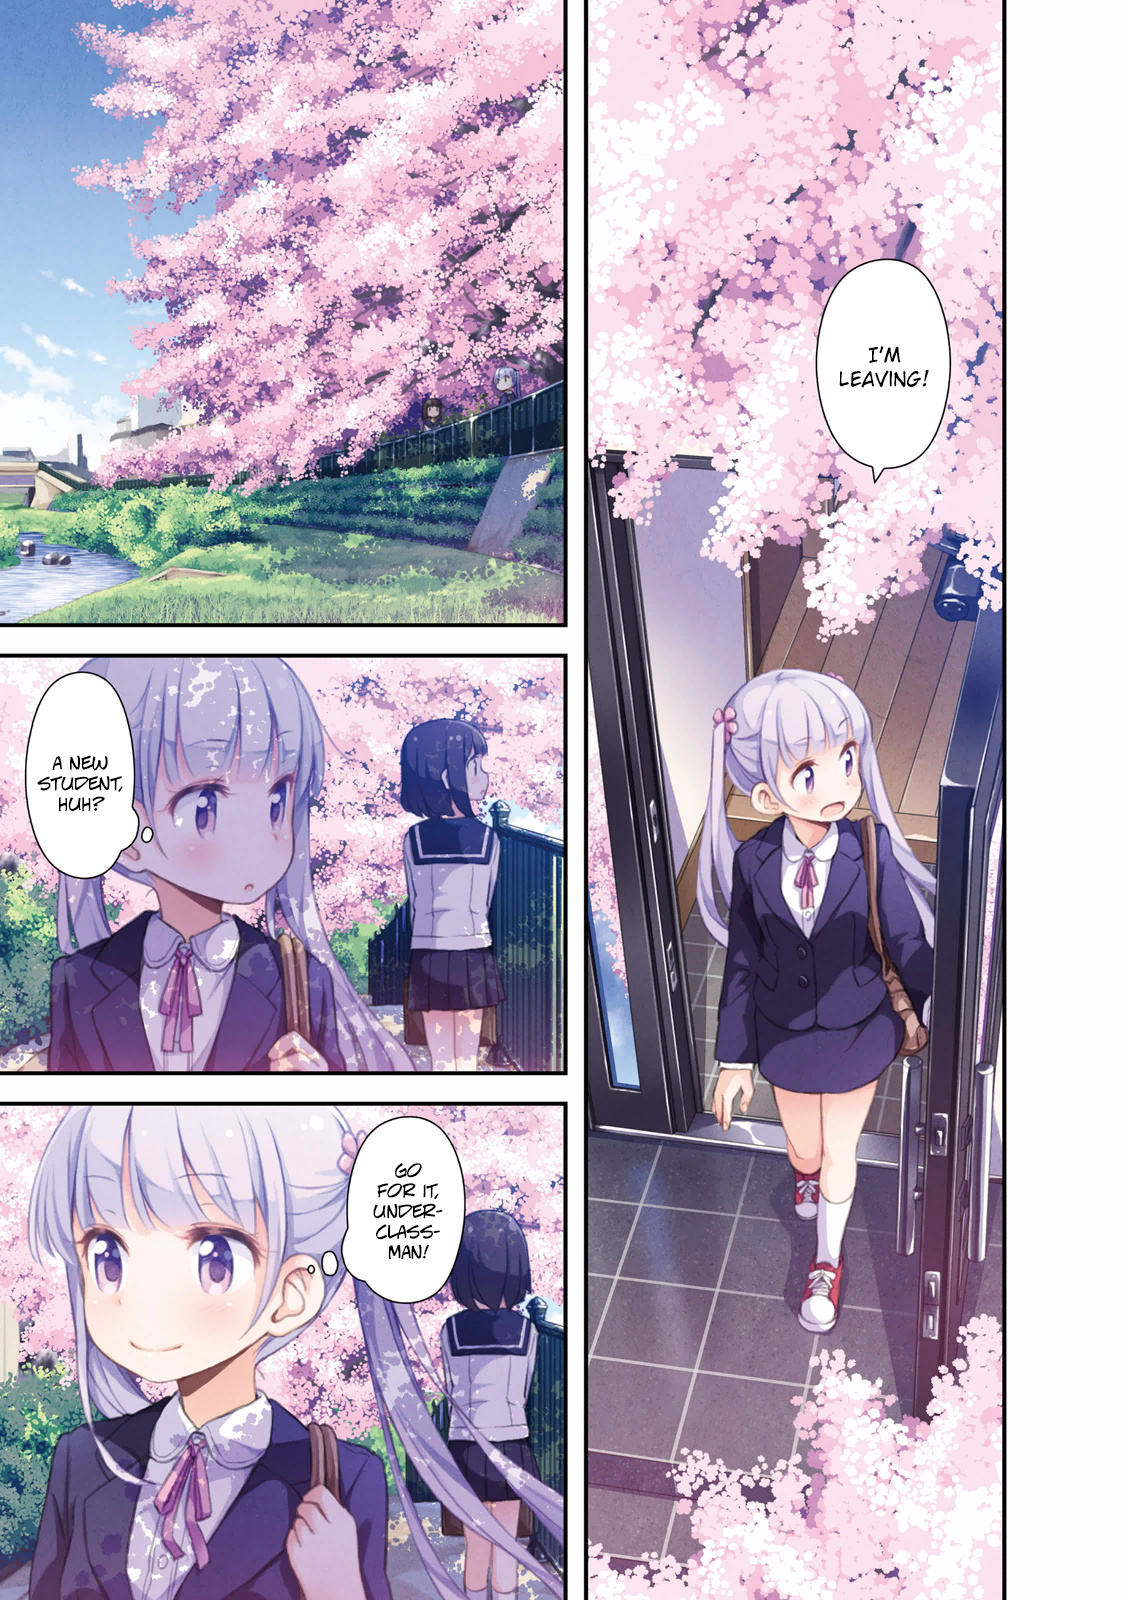 I'M
LEAVING!
A NEW
STUDENT,
HUH?
GO
FOR IT,
UNDER-
CLASS-
MAN!